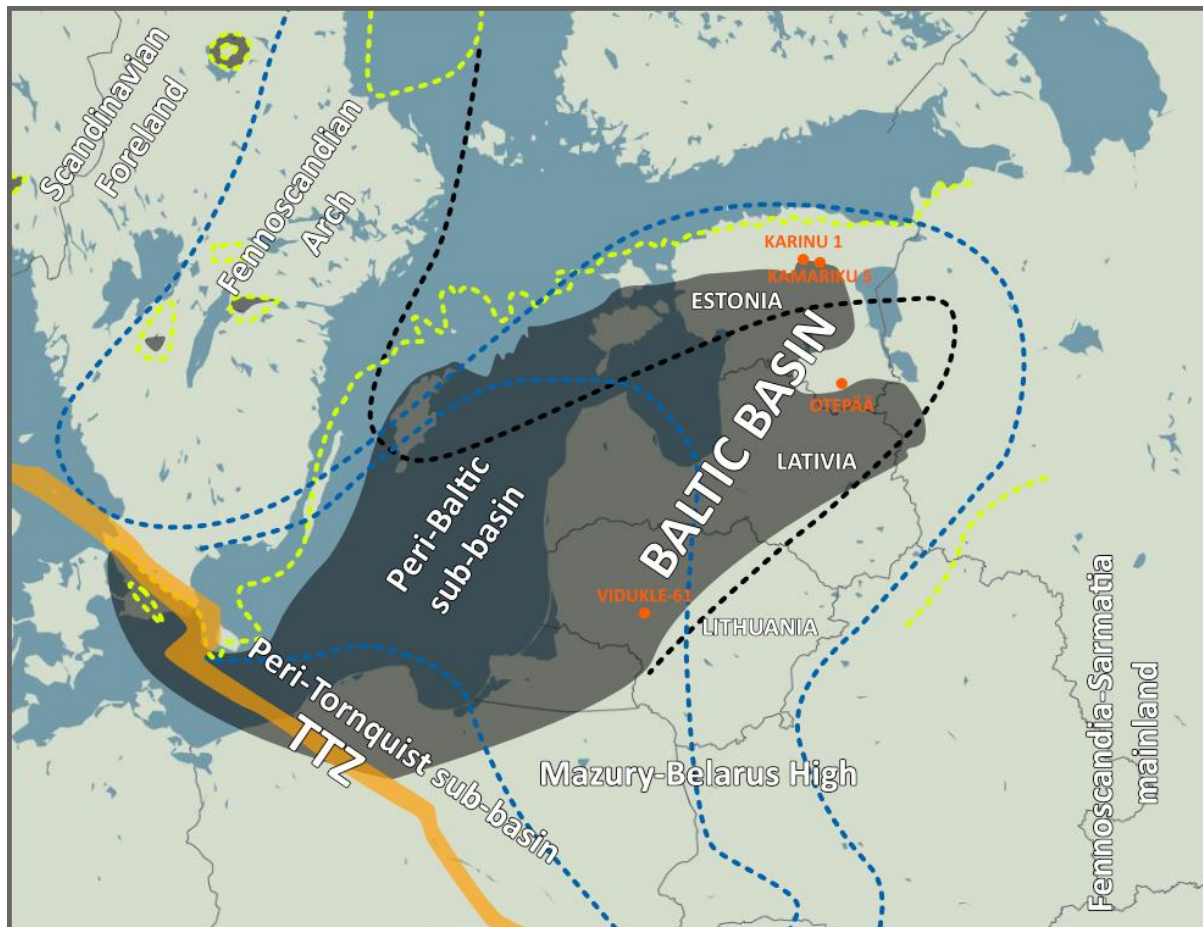 Scandinavian
Foreland
Fennoscandian
Arch
KARINU 1
KAMARIKU 5
ESTONIA
BALTIC BASIN
OTEPÄÄ
LATIVIA
Peri-Baltic
sub-basin
VIDUKLE-61
LITHUANIA
Peri-Tornquist sub-basin
TTZ
Mazury-Belarus High
Fennoscandia-Sarmatia
mainland